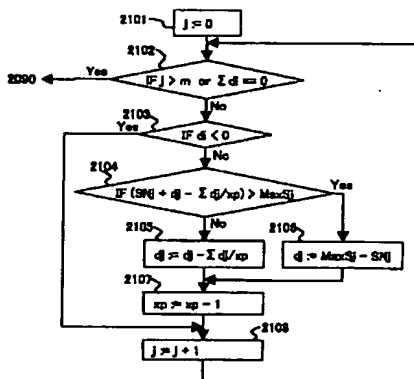 2101
j := 0
2102
IF j > m or Σ dj == 0
Yes
2090
No
2103
IF dj < 0
Yes
No
2104
IF (SNj + dj - Σ dj/xp) > MaxSj
Yes
No
2105
dj := dj - Σ dj/xp
2106
dj := MaxSj - SNj
2107
xp := xp - 1
2108
j := j + 1